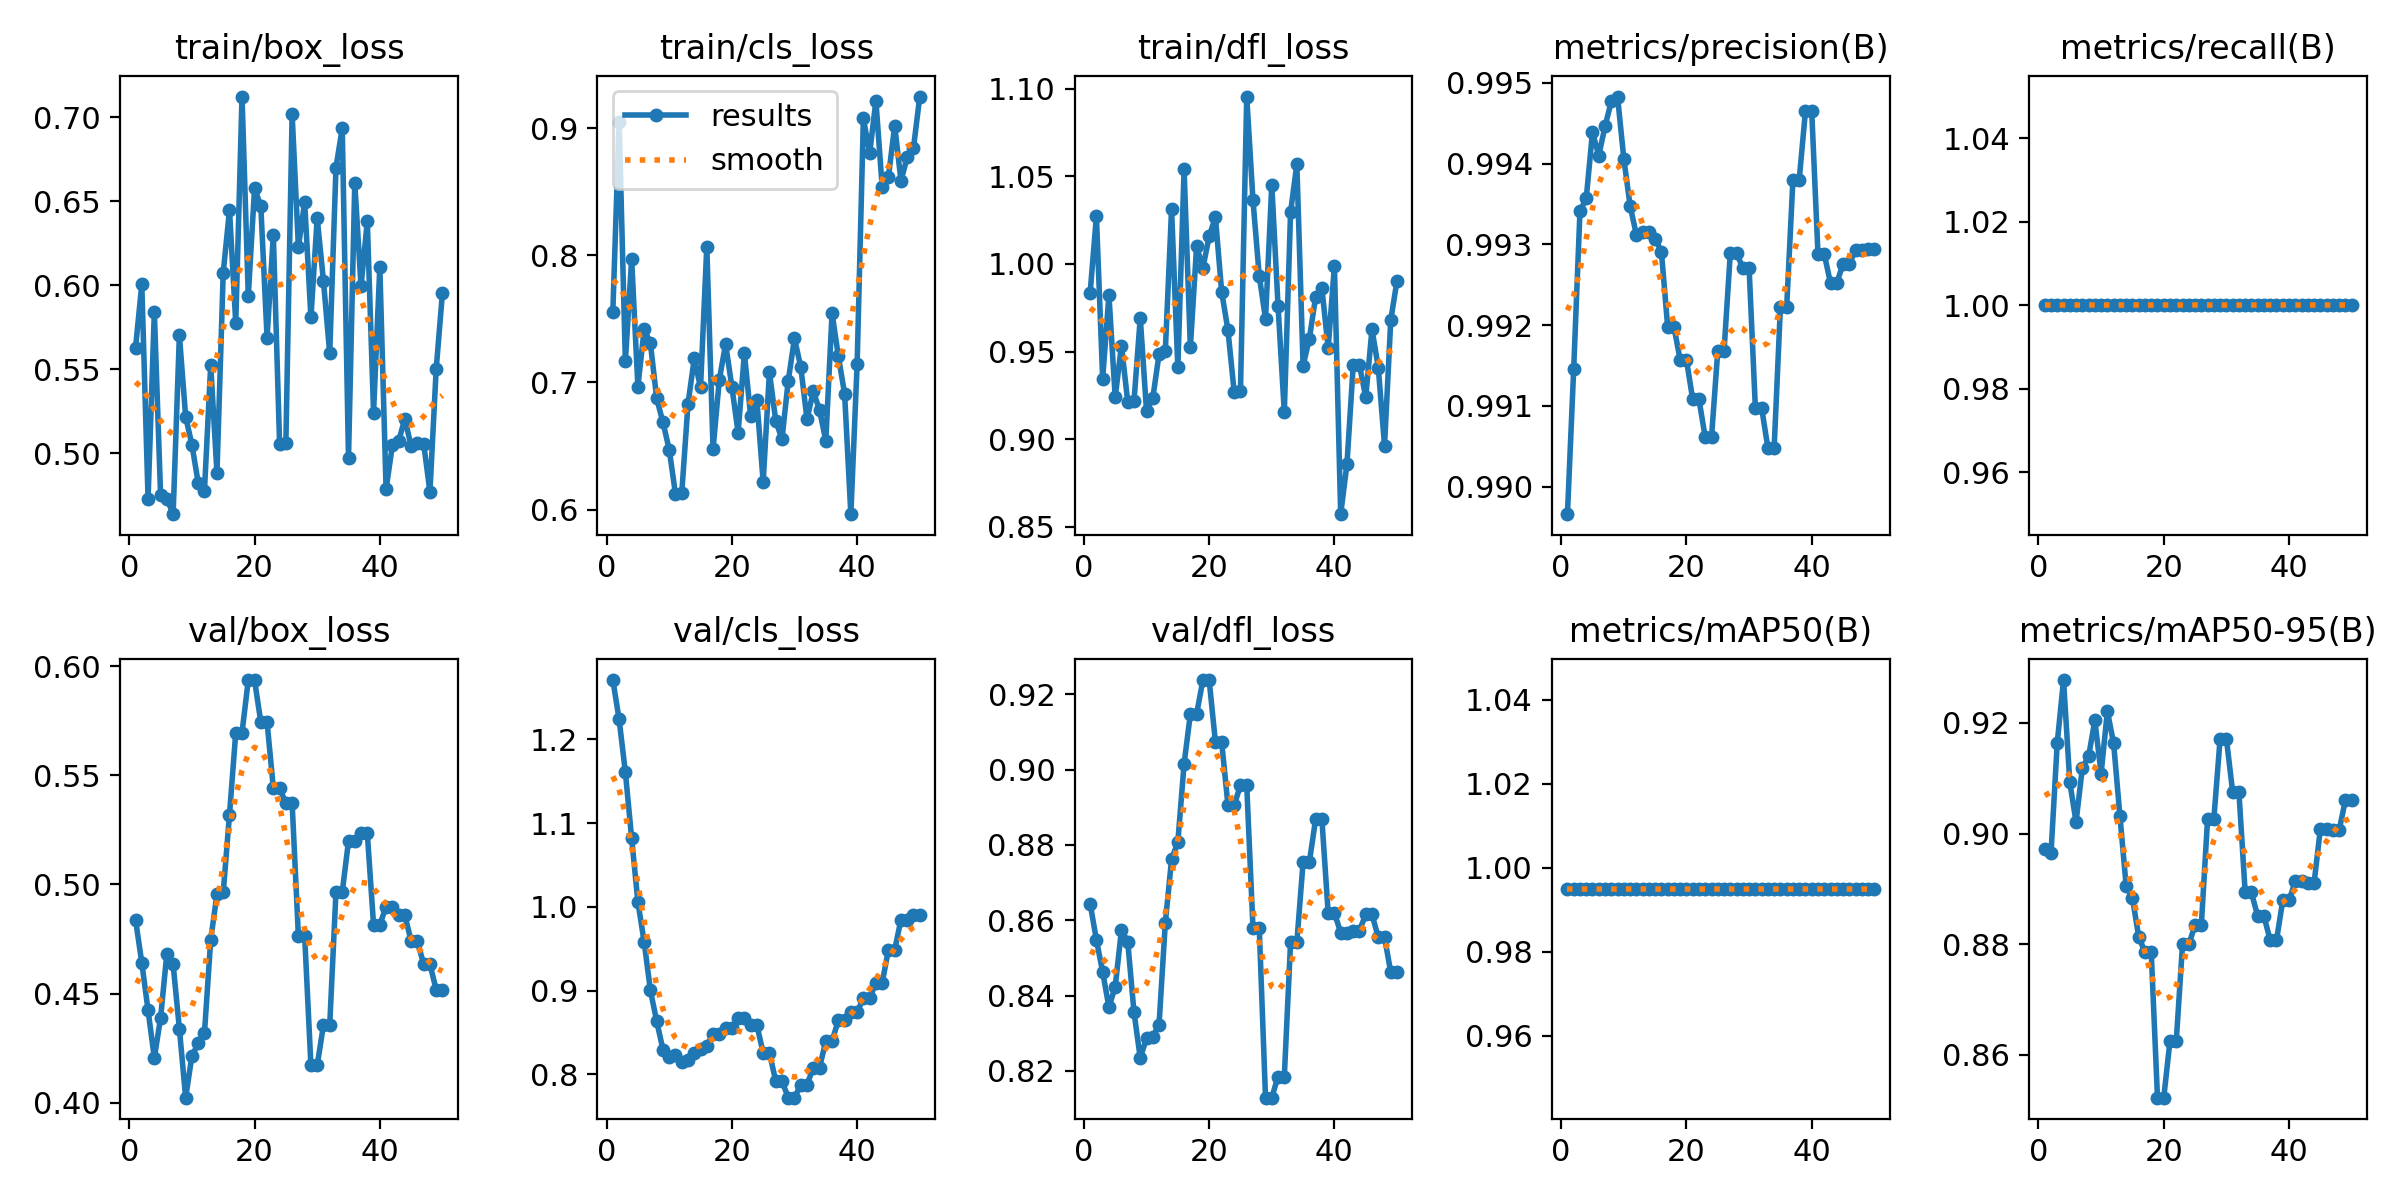 train/box_loss
0.70
0.65
0.60
0.55
0.50
0 20 40
train/cls_loss
results
smooth
0.9
0.8
0.7
0.6
0 20 40
train/dfl_loss
1.10
1.05
1.00
0.95
0.90
0.85
0 20 40
metrics/precision(B)
0.995
0.994
0.993
0.992
0.991
0.990
0 20 40
metrics/recall(B)
1.04
1.02
1.00
0.98
0.96
0 20 40
val/box_loss
0.60
0.55
0.50
0.45
0.40
0 20 40
val/cls_loss
1.2
1.1
1.0
0.9
0.8
0 20 40
val/dfl_loss
0.92
0.90
0.88
0.86
0.84
0.82
0 20 40
metrics/mAP50(B)
1.04
1.02
1.00
0.98
0.96
0 20 40
metrics/mAP50-95(B)
0.92
0.90
0.88
0.86
0 20 40